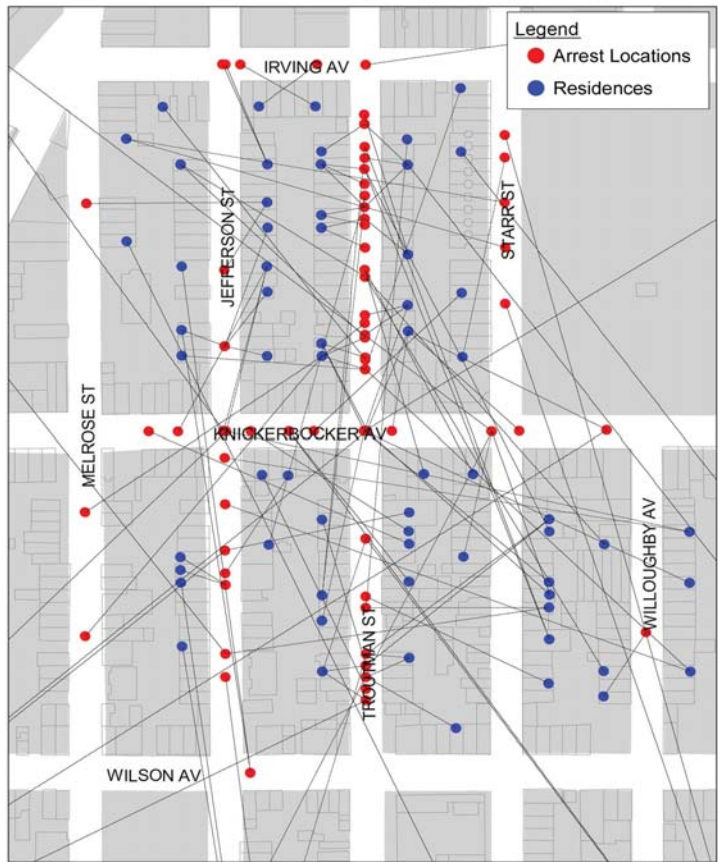 Legend
Arrest Locations
Residences
IRVING AV
JEFFERSON ST
STARR ST
MELROSE ST
KNICKERBOCKER AV
WILLOUGHBY AV
TROUTMAN ST
WILSON AV